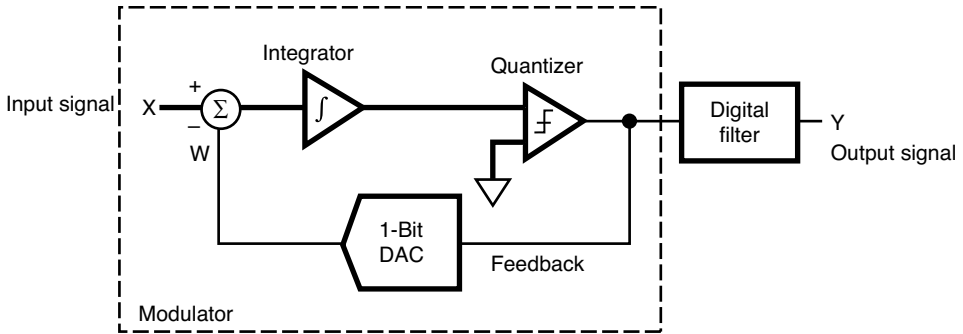 Integrator
Quantizer
Input signal
X
+
−
Σ
∫
W
Digital
filter
Y
Output signal
1-Bit
DAC
Feedback
Modulator